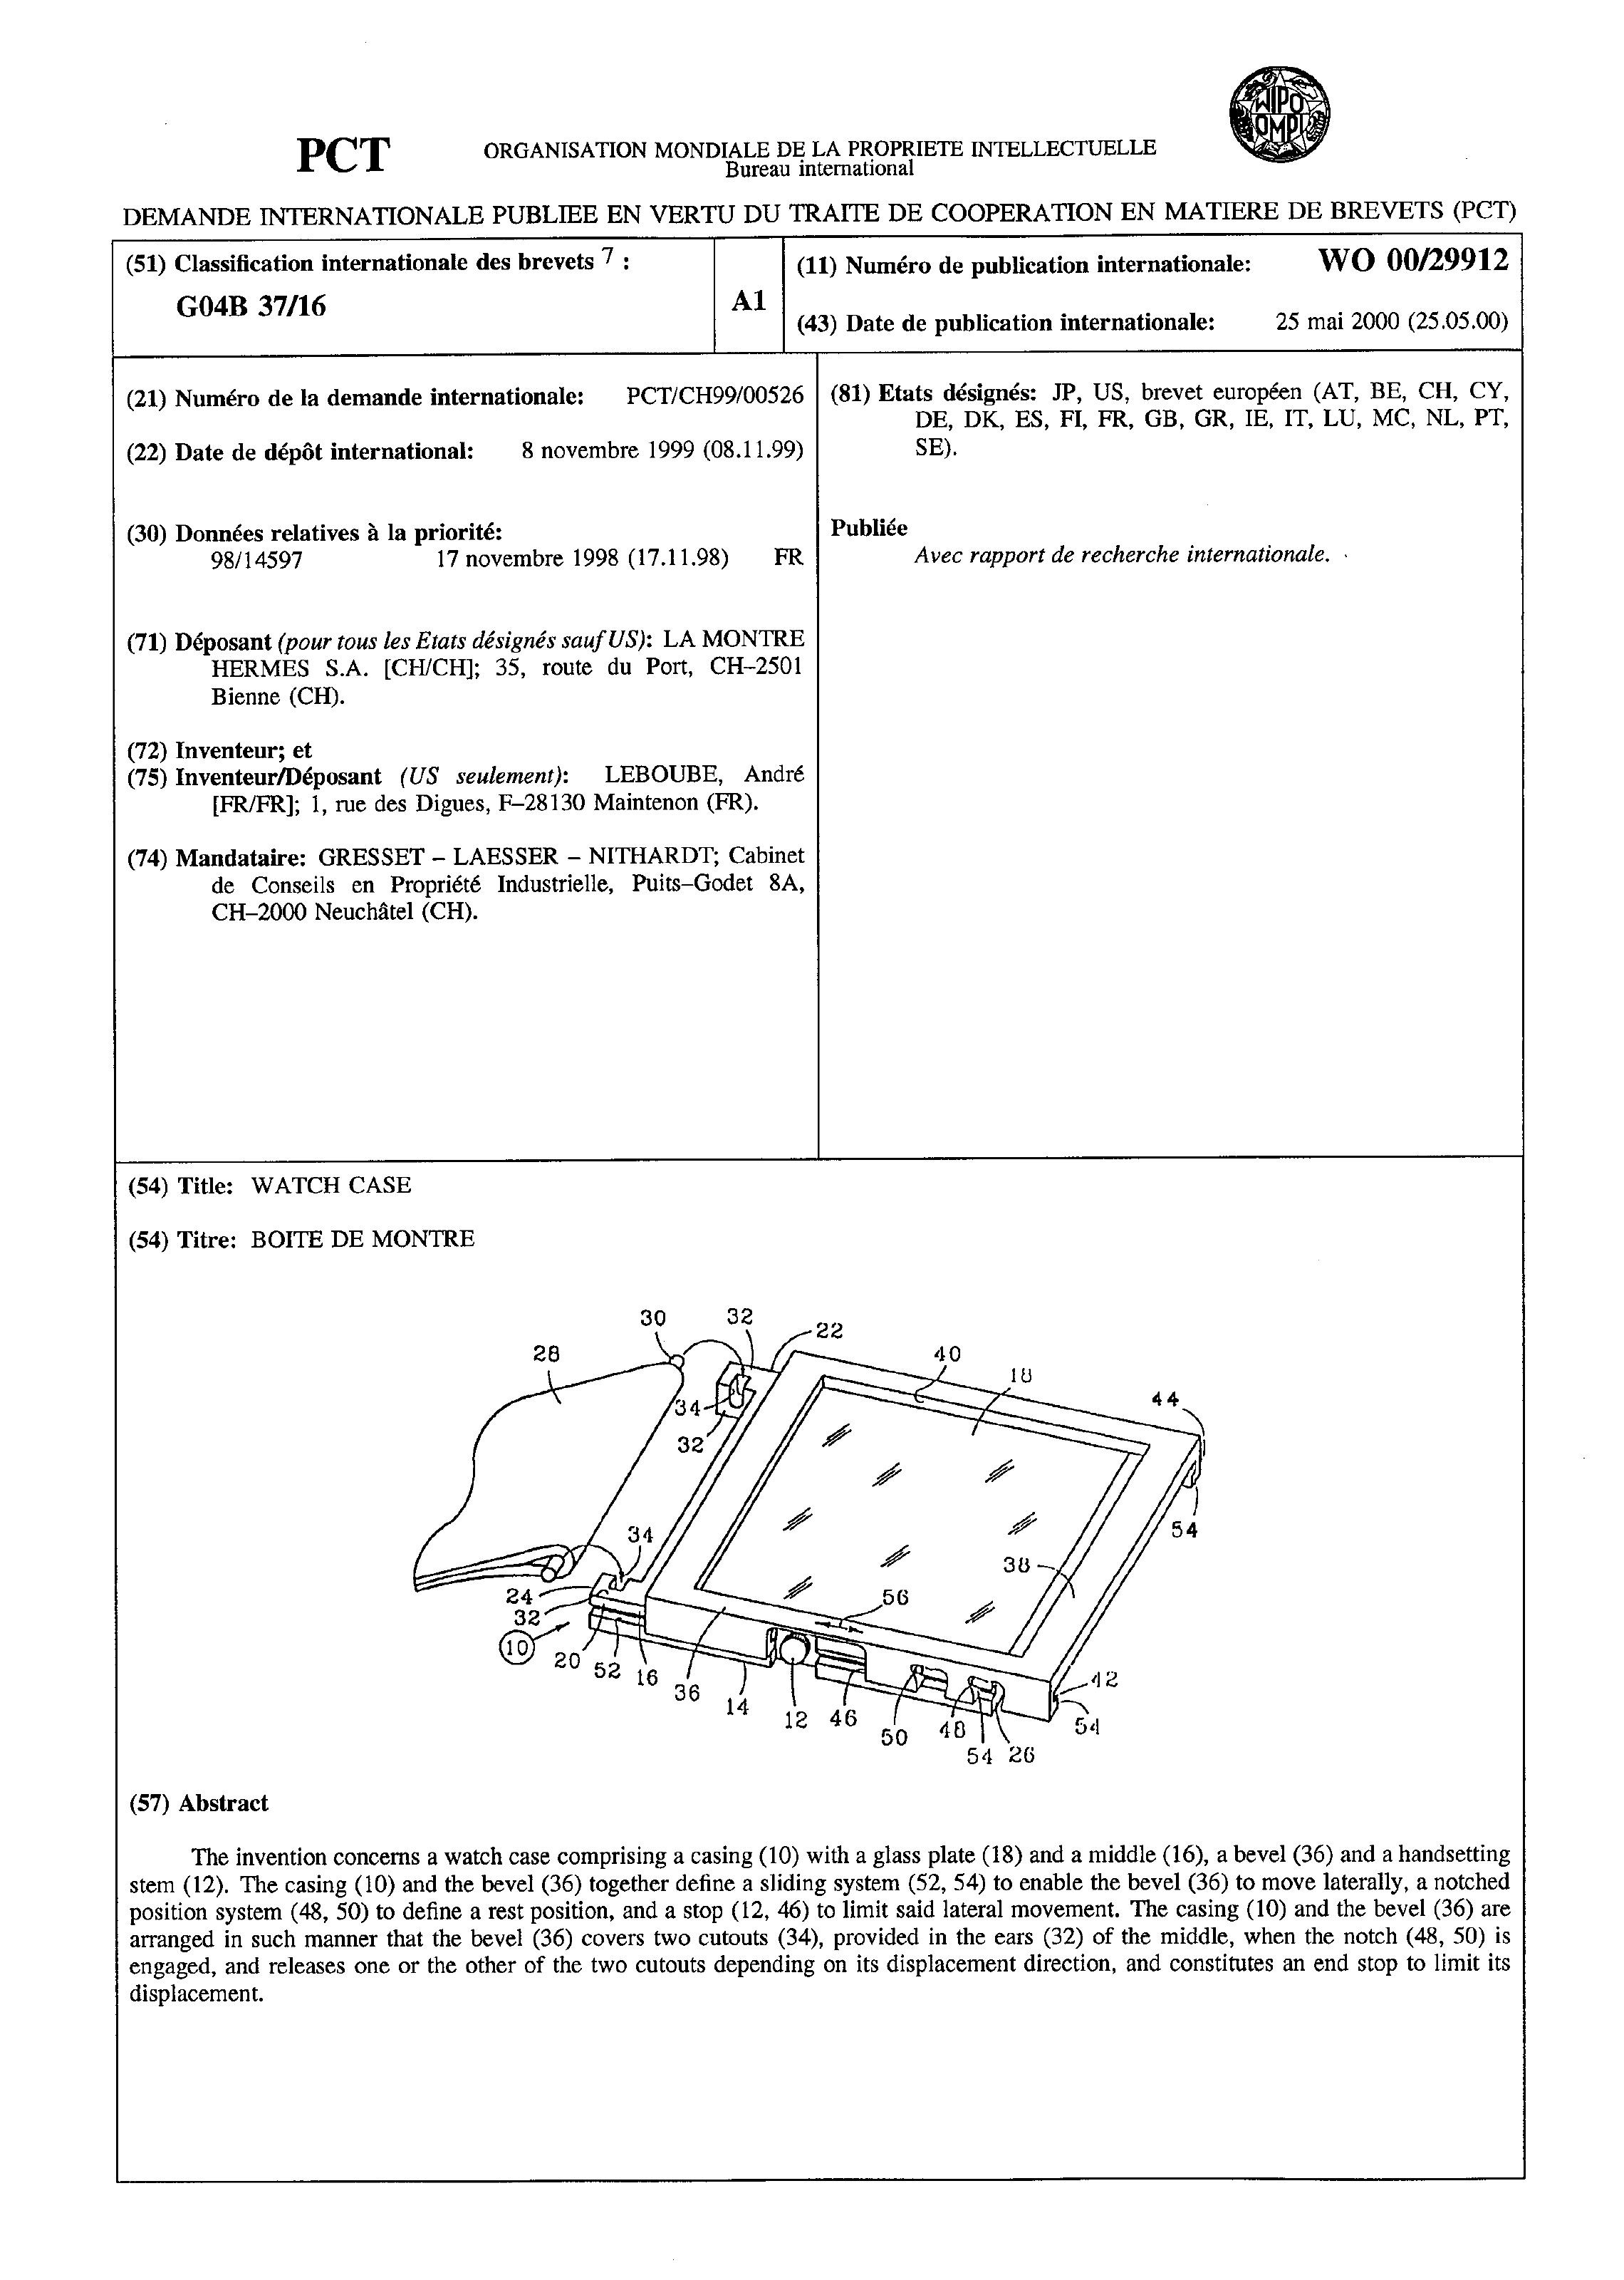 WIPO
OMPI
PCT
ORGANISATION MONDIALE DE LA PROPRIETE INTELLECTUELLE
Bureau international
DEMANDE INTERNATIONALE PUBLIEE EN VERTU DU TRAITE DE COOPERATION EN MATIERE DE BREVETS (PCT)
(51) Classification internationale des brevets 7 :
G04B 37/16
A1
(11) Numéro de publication internationale: WO 00/29912
(43) Date de publication internationale: 25 mai 2000 (25.05.00)
(21) Numéro de la demande internationale: PCT/CH99/00526
(22) Date de dépôt international: 8 novembre 1999 (08.11.99)
(30) Données relatives à la priorité:
98/14597 17 novembre 1998 (17.11.98) FR
(71) Déposant (pour tous les Etats désignés sauf US): LA MONTRE
HERMES S.A. [CH/CH]; 35, route du Port, CH-2501
Bienne (CH).
(72) Inventeur; et
(75) Inventeur/Déposant (US seulement): LEBOUBE, André
[FR/FR]; 1, rue des Digues, F-28130 Maintenon (FR).
(74) Mandataire: GRESSET – LAESSER – NITHARDT; Cabinet
de Conseils en Propriété Industrielle, Puits-Godet 8A,
CH-2000 Neuchâtel (CH).
(81) Etats désignés: JP, US, brevet européen (AT, BE, CH, CY,
DE, DK, ES, FI, FR, GB, GR, IE, IT, LU, MC, NL, PT,
SE).
Publiée
Avec rapport de recherche internationale.
(54) Title: WATCH CASE
(54) Titre: BOITE DE MONTRE
30 32
22
28 40
18
44
34
32
34 54
38
24 56
32
10 20 52 16 42
36 14 12 46 50 48 54
54 26
(57) Abstract
The invention concerns a watch case comprising a casing (10) with a glass plate (18) and a middle (16), a bevel (36) and a handsetting
stem (12). The casing (10) and the bevel (36) together define a sliding system (52, 54) to enable the bevel (36) to move laterally, a notched
position system (48, 50) to define a rest position, and a stop (12, 46) to limit said lateral movement. The casing (10) and the bevel (36) are
arranged in such manner that the bevel (36) covers two cutouts (34), provided in the ears (32) of the middle, when the notch (48, 50) is
engaged, and releases one or the other of the two cutouts depending on its displacement direction, and constitutes an end stop to limit its
displacement.